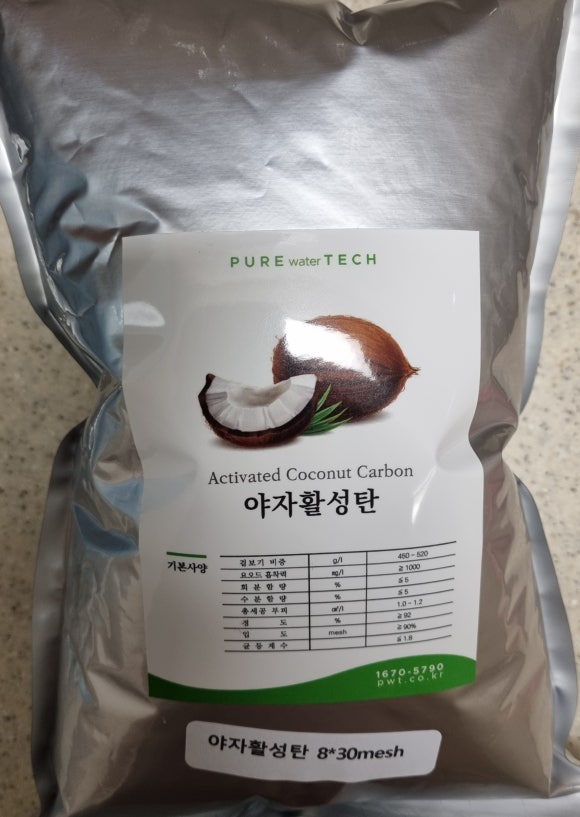 PURE water TECH
Activated Coconut Carbon
야자활성탄
기본사양
겉보기 비중 g/l 450 - 520
요오드 흡착력 mg/l ≧ 1000
회분함량 % ≦ 5
수분함량 % ≦ 5
총세공 부피 ㎤/l 1.0 - 1.2
경도 % ≧ 92
입도 mesh ≧ 90%
균등계수 ≦ 1.8
1670-5790
pwt.co.kr
야자활성탄 8*30mesh